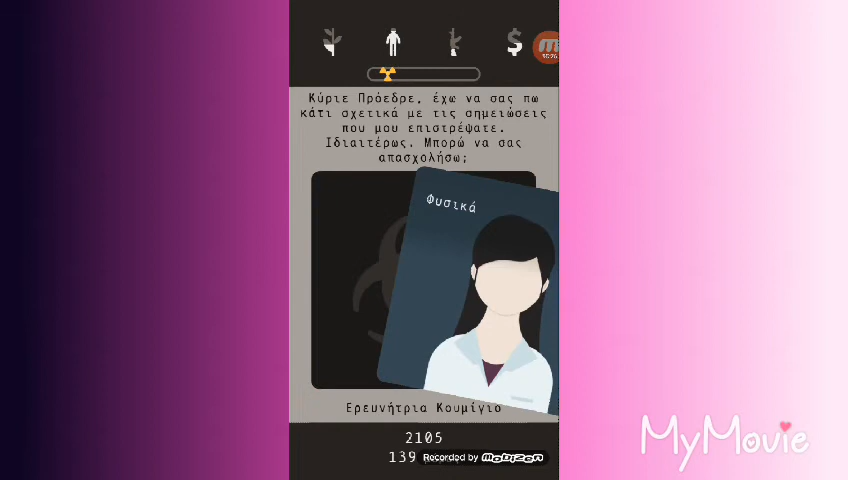 Κύριε Πρόεδρε, έχω να σας πω
κάτι σχετικά με τις σημειώσεις
που μου επιστρέψατε.
Ιδιαιτέρως. Μπορώ να σας
απασχολήσω;
Φυσικά
Ερευνήτρια Κουμίγιο
2105
139
Recorded by mobizen
MyMovie